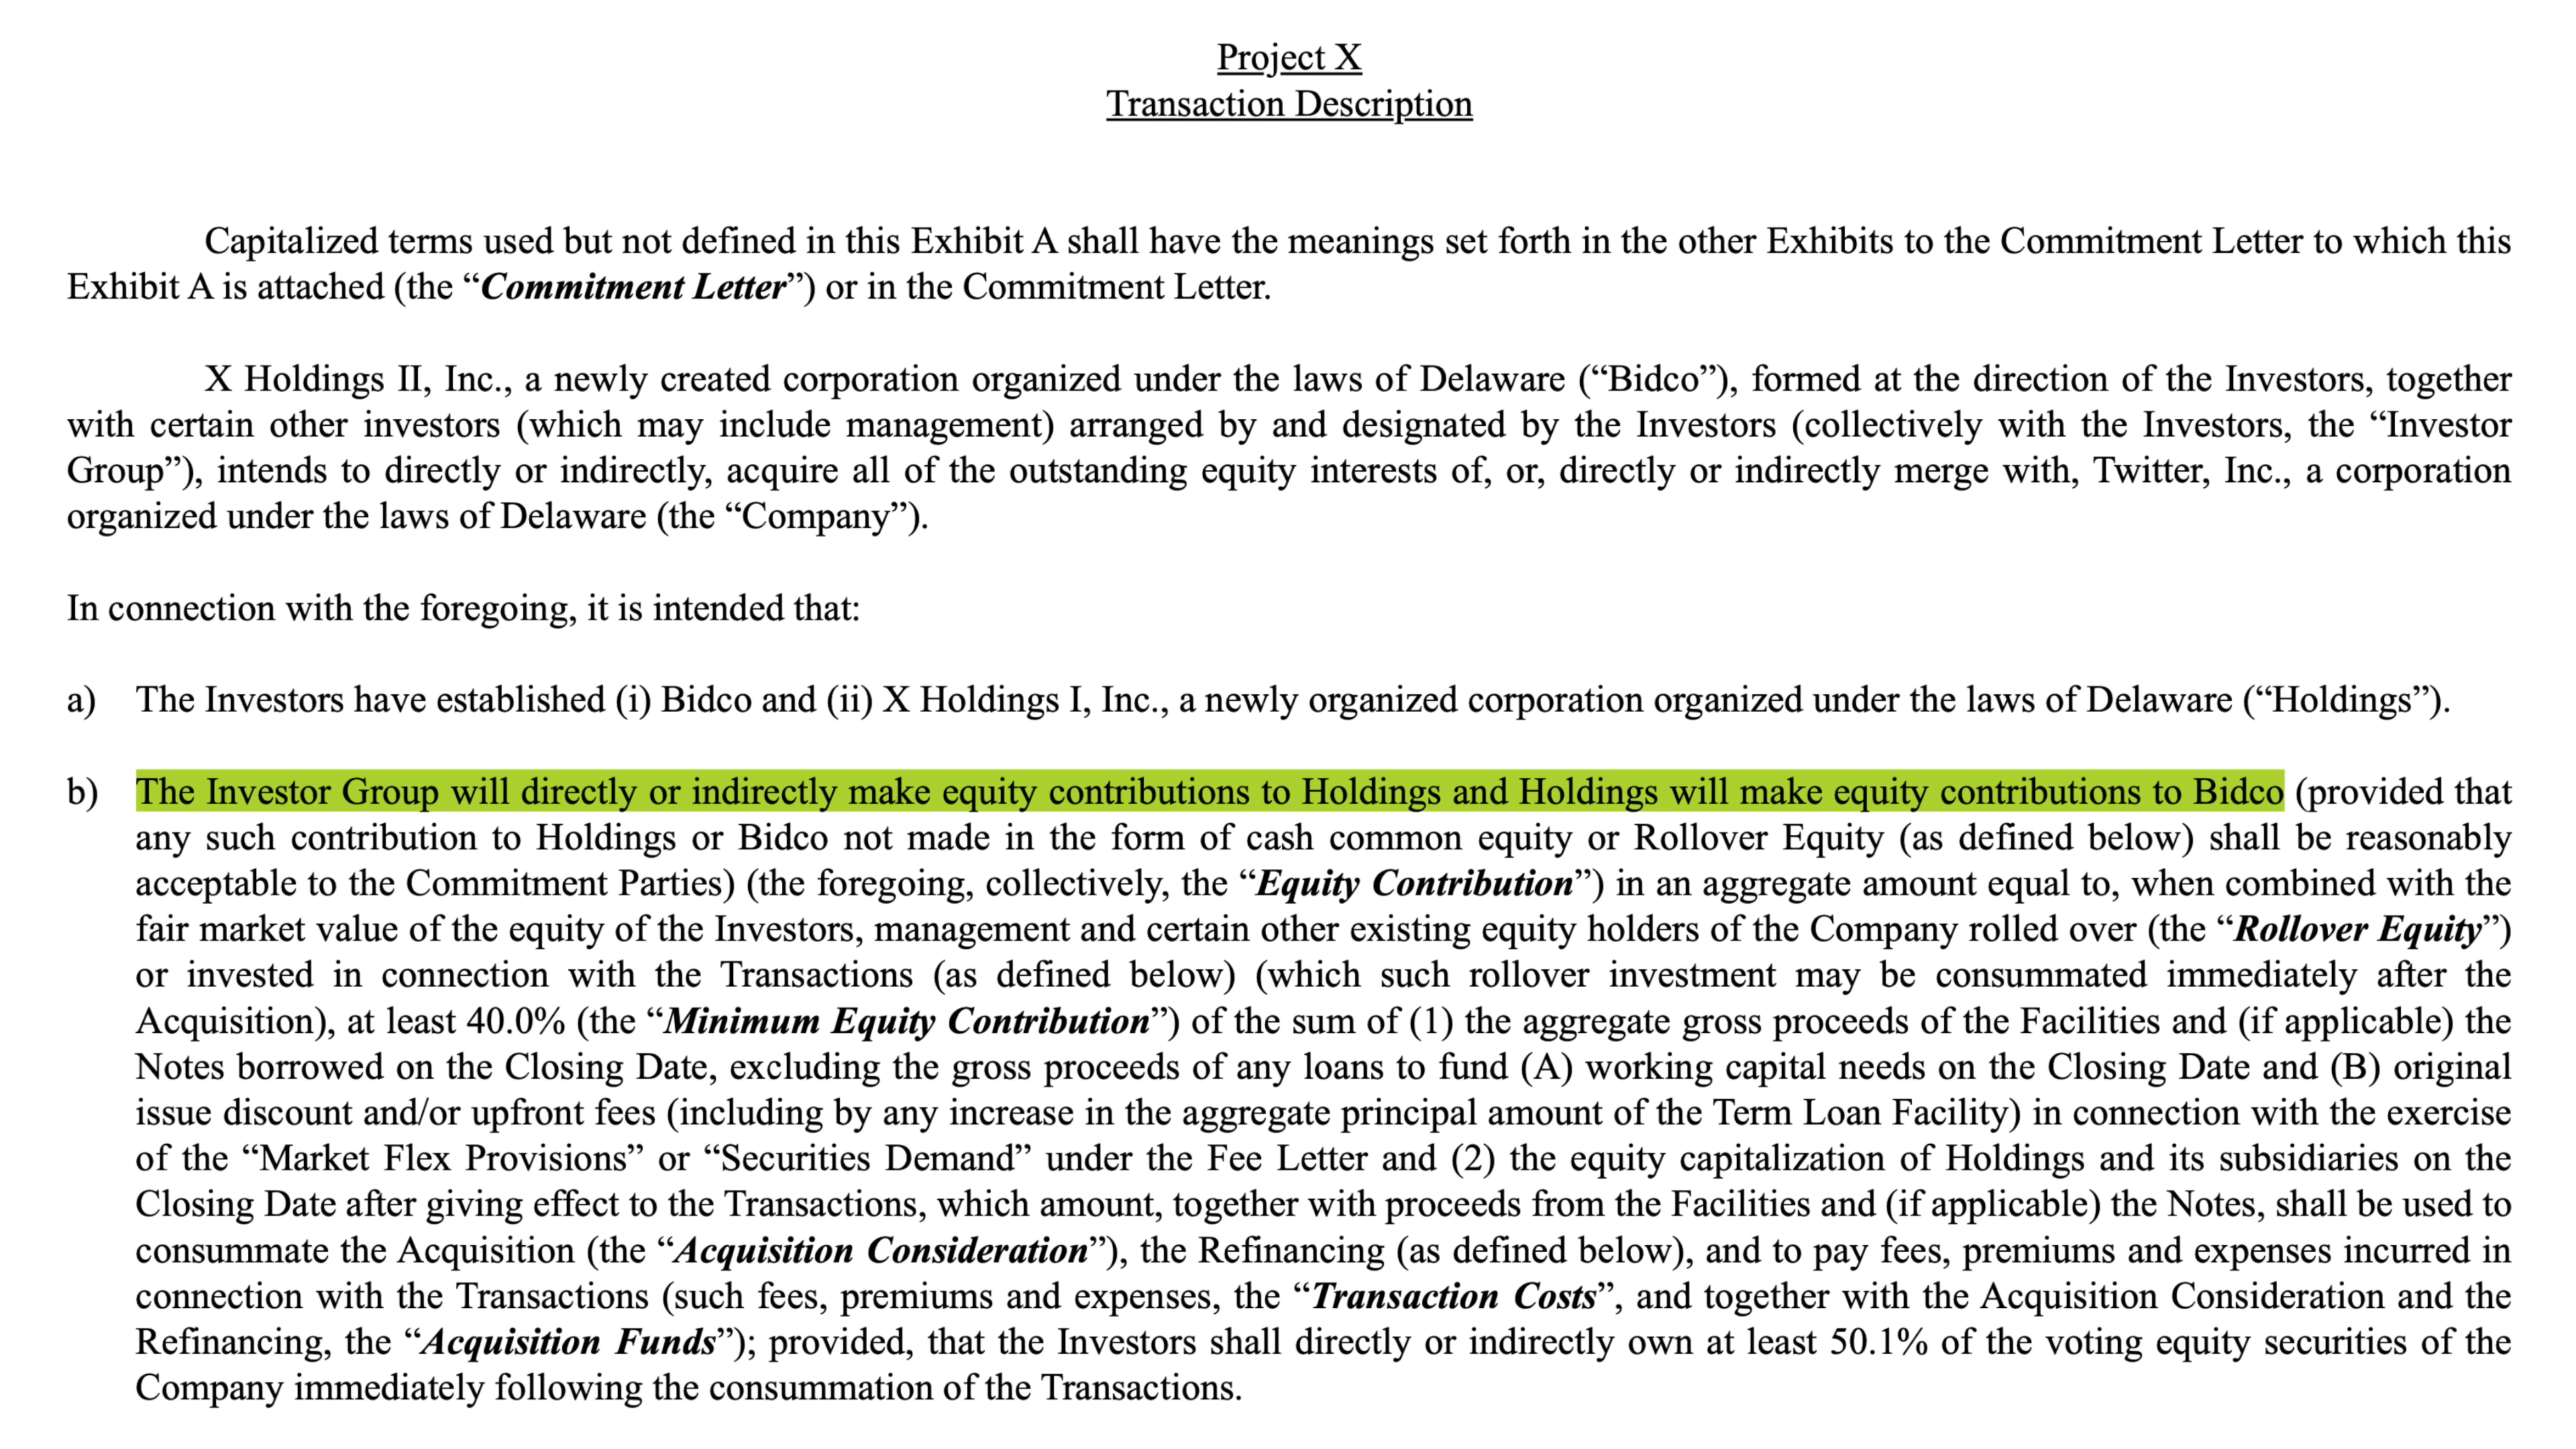 Project X
Transaction Description
Capitalized terms used but not defined in this Exhibit A shall have the meanings set forth in the other Exhibits to the Commitment Letter to which this
Exhibit A is attached (the “Commitment Letter”) or in the Commitment Letter.
X Holdings II, Inc., a newly created corporation organized under the laws of Delaware (“Bidco”), formed at the direction of the Investors, together
with certain other investors (which may include management) arranged by and designated by the Investors (collectively with the Investors, the “Investor
Group”), intends to directly or indirectly, acquire all of the outstanding equity interests of, or, directly or indirectly merge with, Twitter, Inc., a corporation
organized under the laws of Delaware (the “Company”).
In connection with the foregoing, it is intended that:
a) The Investors have established (i) Bidco and (ii) X Holdings I, Inc., a newly organized corporation organized under the laws of Delaware (“Holdings”).
b) The Investor Group will directly or indirectly make equity contributions to Holdings and Holdings will make equity contributions to Bidco (provided that
any such contribution to Holdings or Bidco not made in the form of cash common equity or Rollover Equity (as defined below) shall be reasonably
acceptable to the Commitment Parties) (the foregoing, collectively, the “Equity Contribution”) in an aggregate amount equal to, when combined with the
fair market value of the equity of the Investors, management and certain other existing equity holders of the Company rolled over (the “Rollover Equity”)
or invested in connection with the Transactions (as defined below) (which such rollover investment may be consummated immediately after the
Acquisition), at least 40.0% (the “Minimum Equity Contribution”) of the sum of (1) the aggregate gross proceeds of the Facilities and (if applicable) the
Notes borrowed on the Closing Date, excluding the gross proceeds of any loans to fund (A) working capital needs on the Closing Date and (B) original
issue discount and/or upfront fees (including by any increase in the aggregate principal amount of the Term Loan Facility) in connection with the exercise
of the “Market Flex Provisions” or “Securities Demand” under the Fee Letter and (2) the equity capitalization of Holdings and its subsidiaries on the
Closing Date after giving effect to the Transactions, which amount, together with proceeds from the Facilities and (if applicable) the Notes, shall be used to
consummate the Acquisition (the “Acquisition Consideration”), the Refinancing (as defined below), and to pay fees, premiums and expenses incurred in
connection with the Transactions (such fees, premiums and expenses, the “Transaction Costs”, and together with the Acquisition Consideration and the
Refinancing, the “Acquisition Funds”); provided, that the Investors shall directly or indirectly own at least 50.1% of the voting equity securities of the
Company immediately following the consummation of the Transactions.